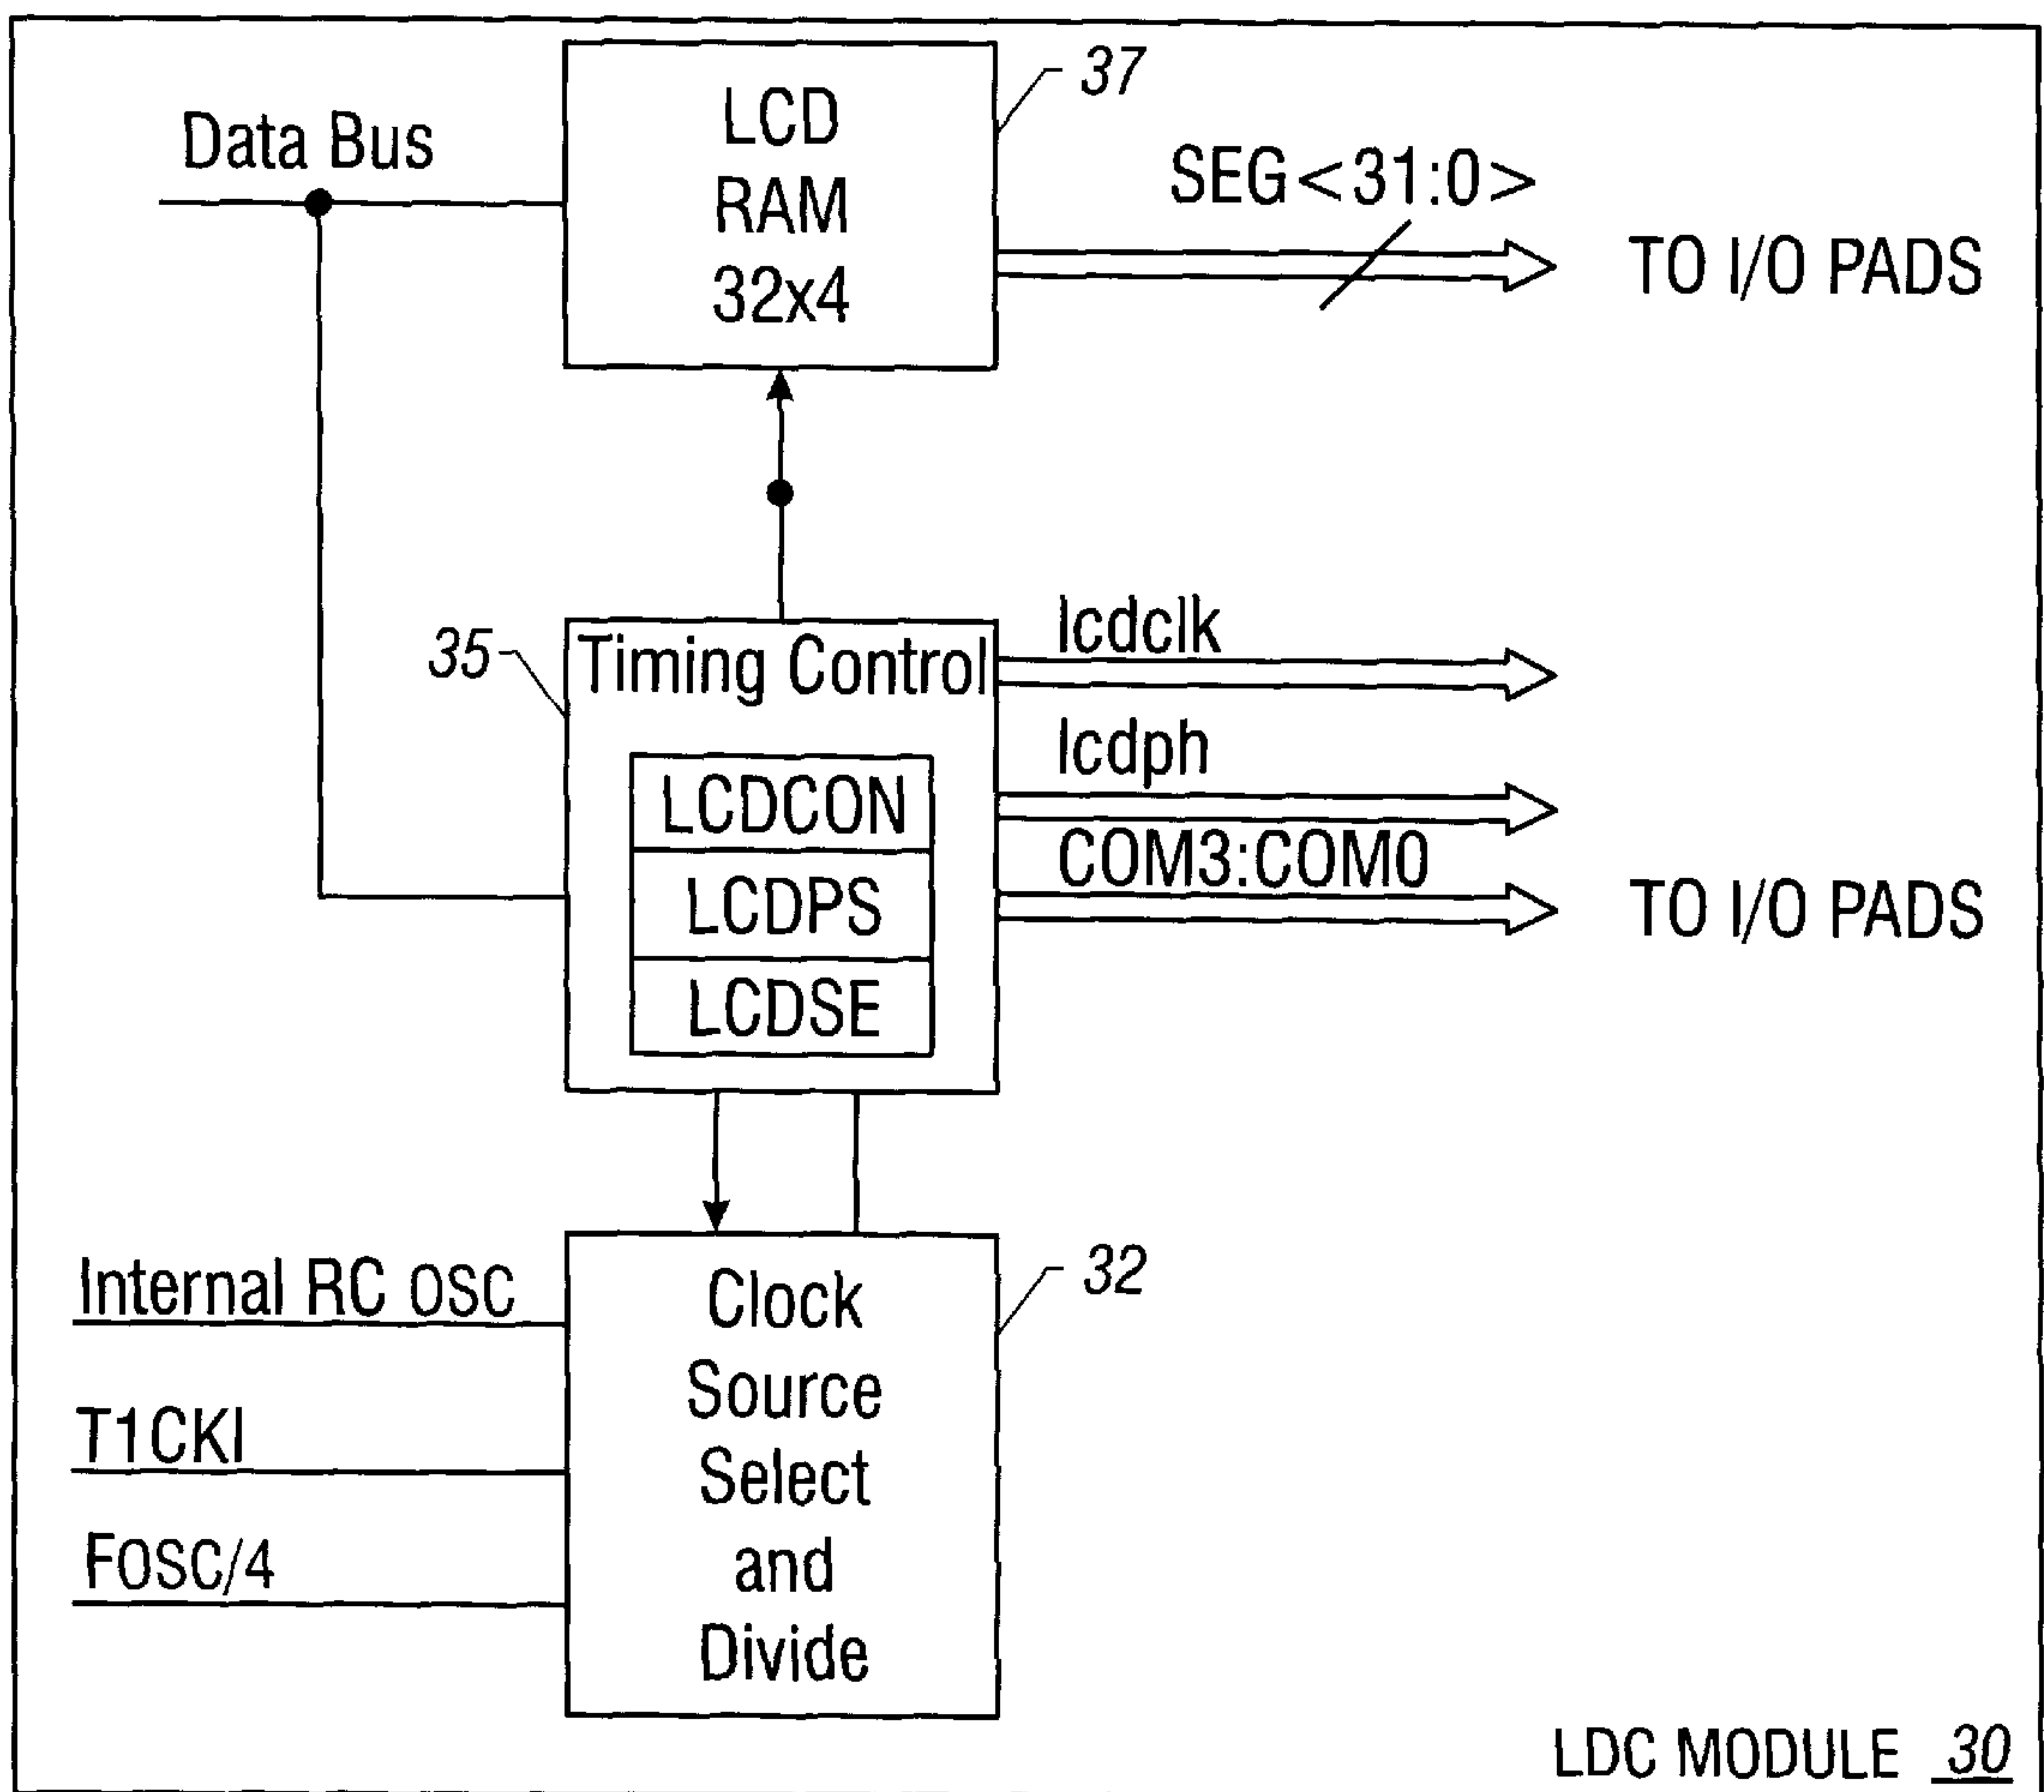 Data Bus
LCD
RAM
32x4
37
SEG<31:0>
TO I/O PADS
35
Timing Control
LCDCON
LCDPS
LCDSE
lcdclk
lcdph
COM3:COM0
TO I/O PADS
Internal RC OSC
T1CKI
FOSC/4
Clock
Source
Select
and
Divide
32
LDC MODULE 30